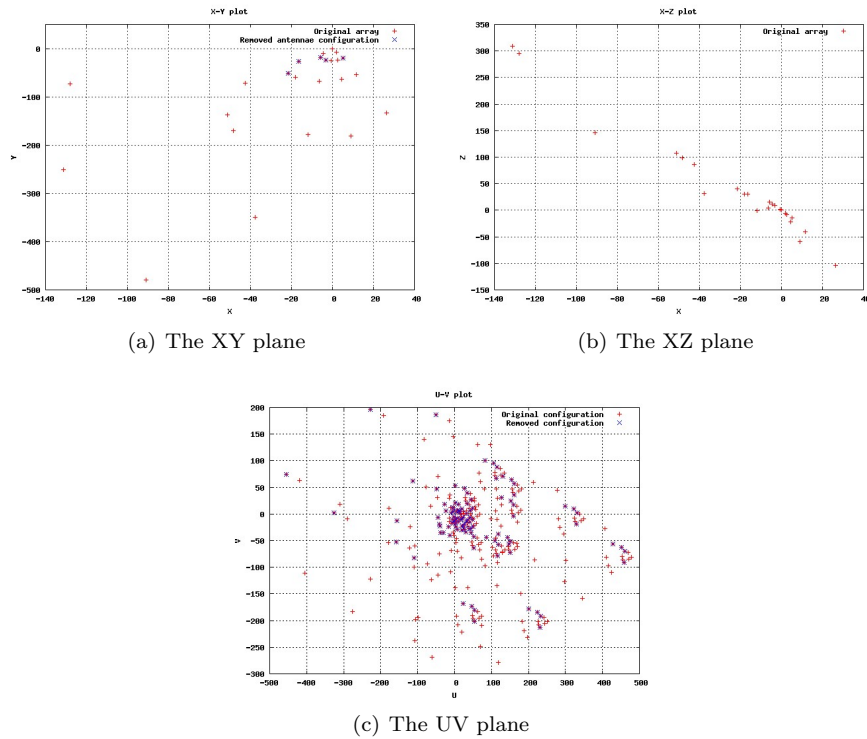 X-Y plot
Original array
Removed antennae configuration
0
-100
-200
-300
-400
-500
Y
-140 -120 -100 -80 -60 -40 -20 0 20 40
X
(a) The XY plane
X-Z plot
Original array
350
300
250
200
150
100
50
0
-50
-100
-150
Z
-140 -120 -100 -80 -60 -40 -20 0 20 40
X
(b) The XZ plane
U-V plot
Original configuration
Removed configuration
200
150
100
50
0
-50
-100
-150
-200
-250
-300
V
-500 -400 -300 -200 -100 0 100 200 300 400 500
U
(c) The UV plane